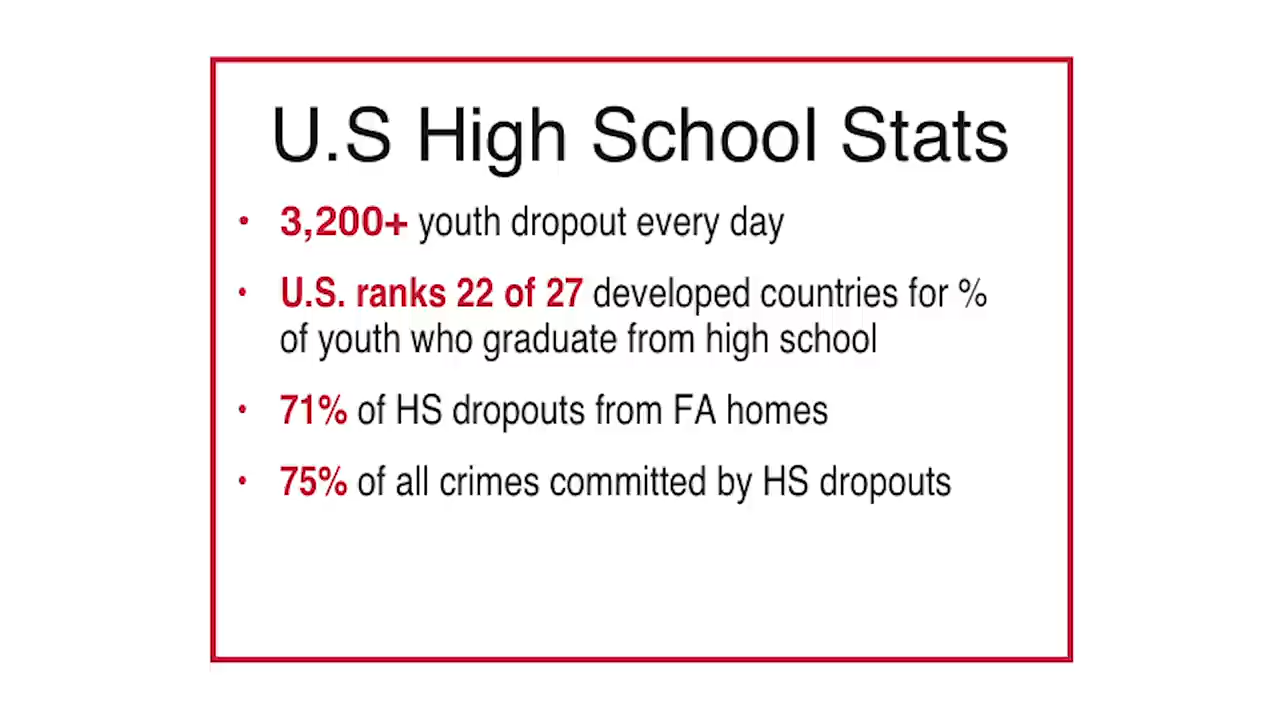 U.S High School Stats
• 3,200+ youth dropout every day
• U.S. ranks 22 of 27 developed countries for %
of youth who graduate from high school
• 71% of HS dropouts from FA homes
• 75% of all crimes committed by HS dropouts